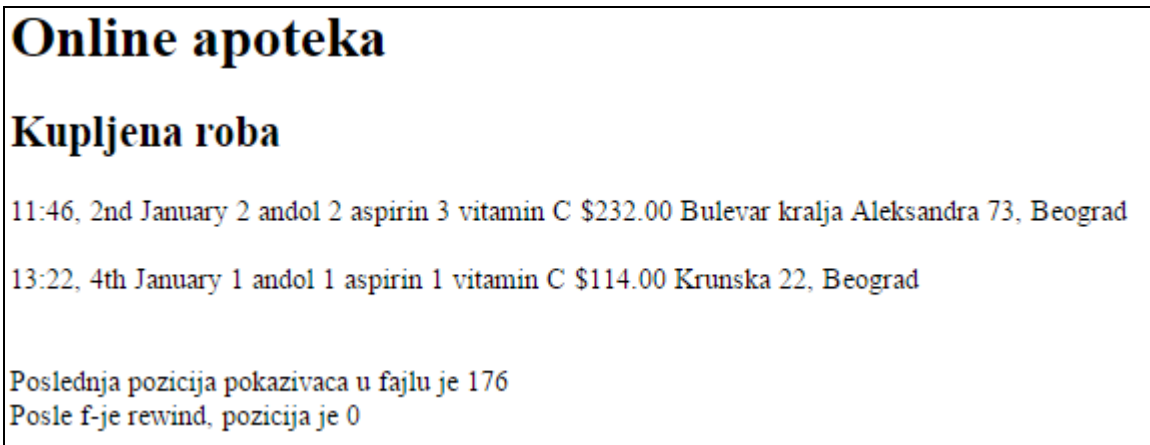 Online apoteka
Kupljena roba
11:46, 2nd January 2 andol 2 aspirin 3 vitamin C $232.00 Bulevar kralja Aleksandra 73, Beograd
13:22, 4th January 1 andol 1 aspirin 1 vitamin C $114.00 Krunska 22, Beograd
Poslednja pozicija pokazivaca u fajlu je 176
Posle f-je rewind, pozicija je 0